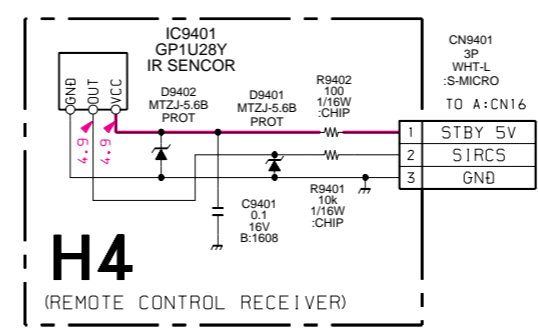 IC9401
GP1U28Y
IR SENCOR
GND
OUT
VCC
4.9
4.9
D9402
MTZJ-5.6B
PROT
D9401
MTZJ-5.6B
PROT
R9402
100
1/16W
:CHIP
CN9401
3P
WHT-L
:S-MICRO
TO A:CN16
1 STBY 5V
2 SIRCS
3 GND
C9401
0.1
16V
B:1608
R9401
10k
1/16W
:CHIP
H4
(REMOTE CONTROL RECEIVER)